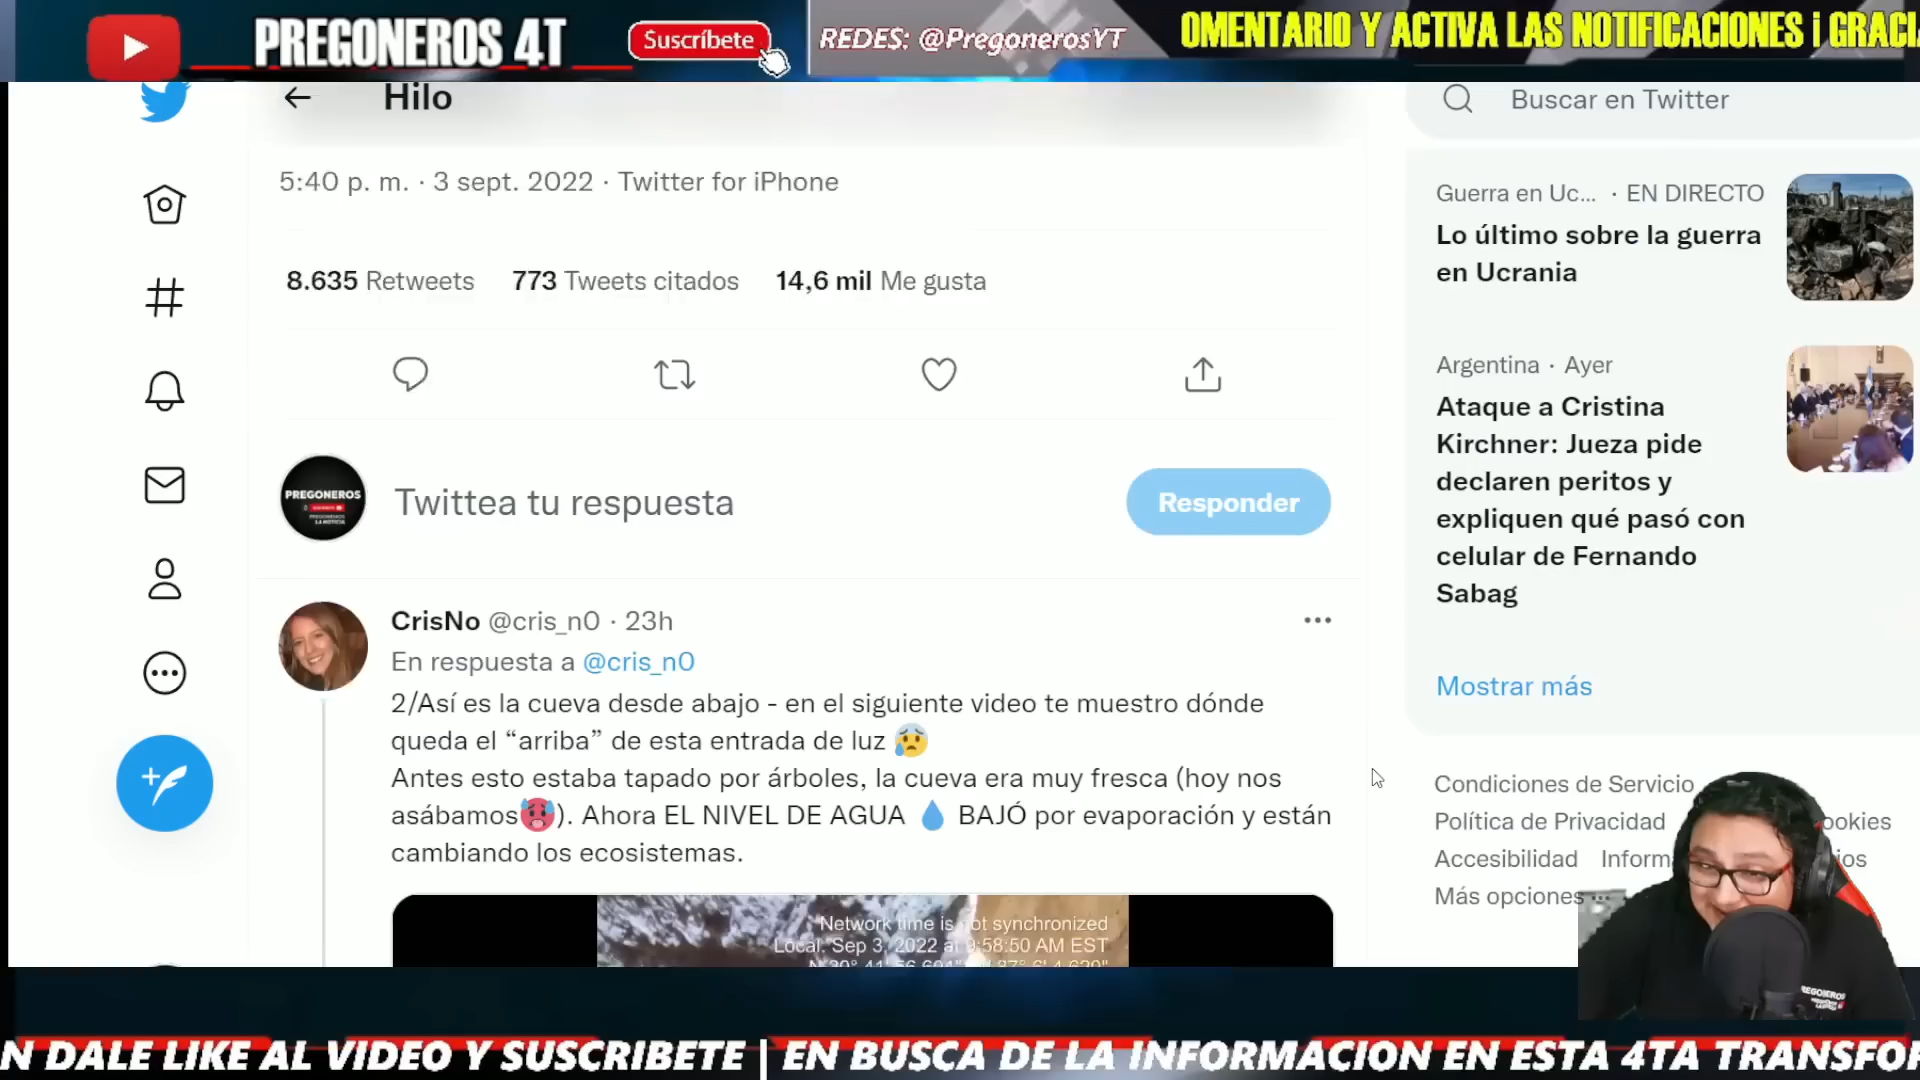 PREGONEROS 4T
Suscríbete
REDES: @PregonerosYT
OMENTARIO Y ACTIVA LAS NOTIFICACIONES ¡ GRACI
Hilo
Buscar en Twitter
5:40 p. m. · 3 sept. 2022 · Twitter for iPhone
8.635 Retweets 773 Tweets citados 14,6 mil Me gusta
PREGONEROS
Twittea tu respuesta
Responder
CrisNo @cris_n0 · 23h
En respuesta a @cris_n0
2/Así es la cueva desde abajo - en el siguiente video te muestro dónde
queda el “arriba” de esta entrada de luz 😰
Antes esto estaba tapado por árboles, la cueva era muy fresca (hoy nos
asábamos🥵). Ahora EL NIVEL DE AGUA 💧 BAJÓ por evaporación y están
cambiando los ecosistemas.
Network time is not synchronized
Local: Sep 3, 2022 at 9:58:50 AM EST
Guerra en Uc... · EN DIRECTO
Lo último sobre la guerra
en Ucrania
Argentina · Ayer
Ataque a Cristina
Kirchner: Jueza pide
declaren peritos y
expliquen qué pasó con
celular de Fernando
Sabag
Mostrar más
Condiciones de Servicio
Política de Privacidad ookies
Accesibilidad Inform ios
Más opciones ...
N DALE LIKE AL VIDEO Y SUSCRIBETE | EN BUSCA DE LA INFORMACION EN ESTA 4TA TRANSFO